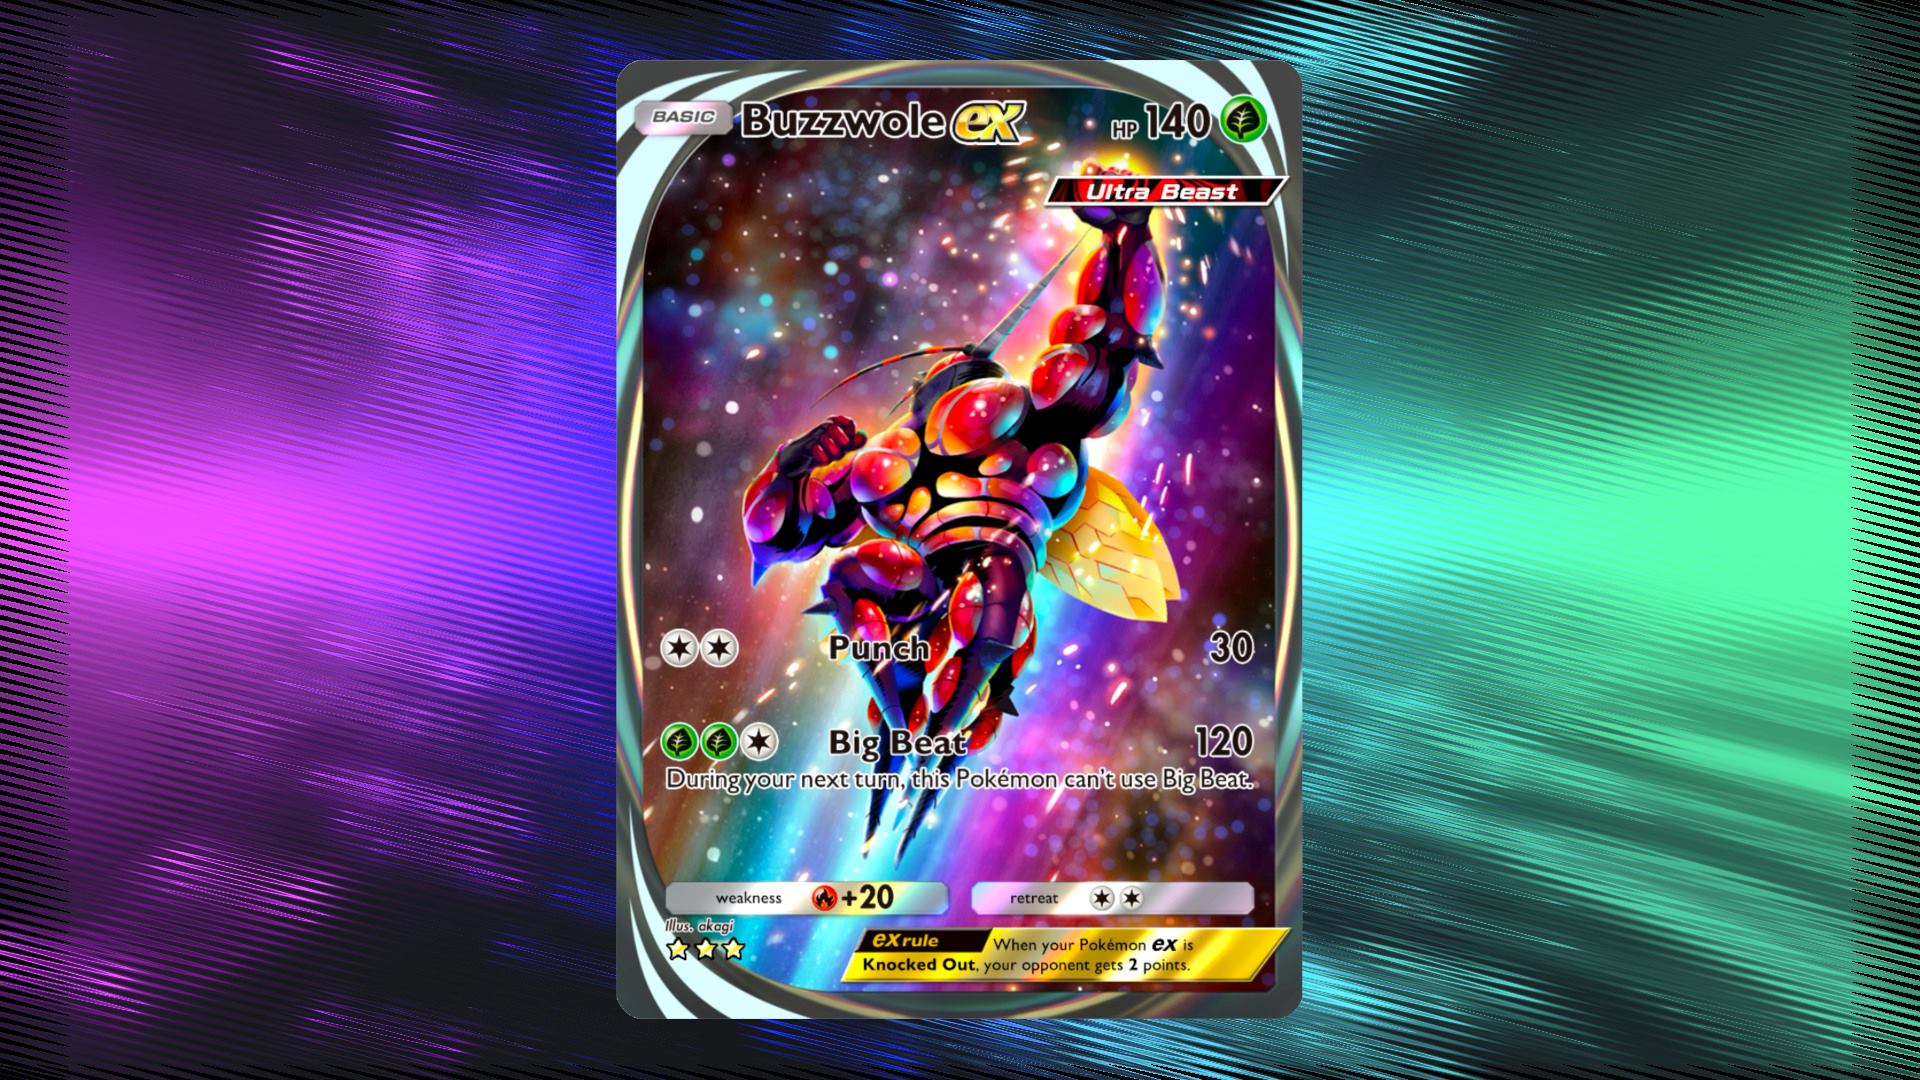 BASIC Buzzwole ex HP 140
Ultra Beast
Punch 30
Big Beat 120
During your next turn, this Pokémon can't use Big Beat.
weakness +20 retreat
Illus. akagi
ex rule When your Pokémon ex is
Knocked Out, your opponent gets 2 points.